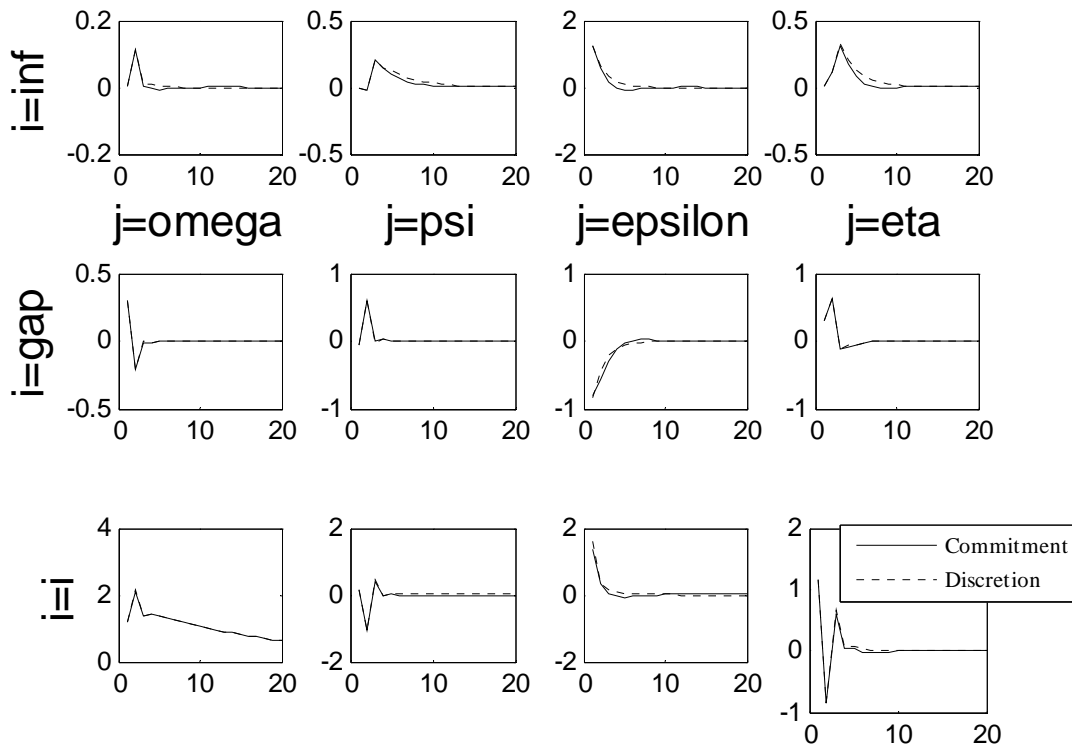 0.2 0.5 2 0.5
i=inf
0 0 0 0
-0.2 -0.5 -2 -0.5
0 10 20 0 10 20 0 10 20 0 10 20
j=omega j=psi j=epsilon j=eta
0.5 1 1 1
i=gap
0 0 0 0
-0.5 -1 -1 -1
0 10 20 0 10 20 0 10 20 0 10 20
4 2 2 2
i=i
Commitment
Discretion
2 0 0 1
0
0 -2 -2 -1
0 10 20 0 10 20 0 10 20 0 10 20